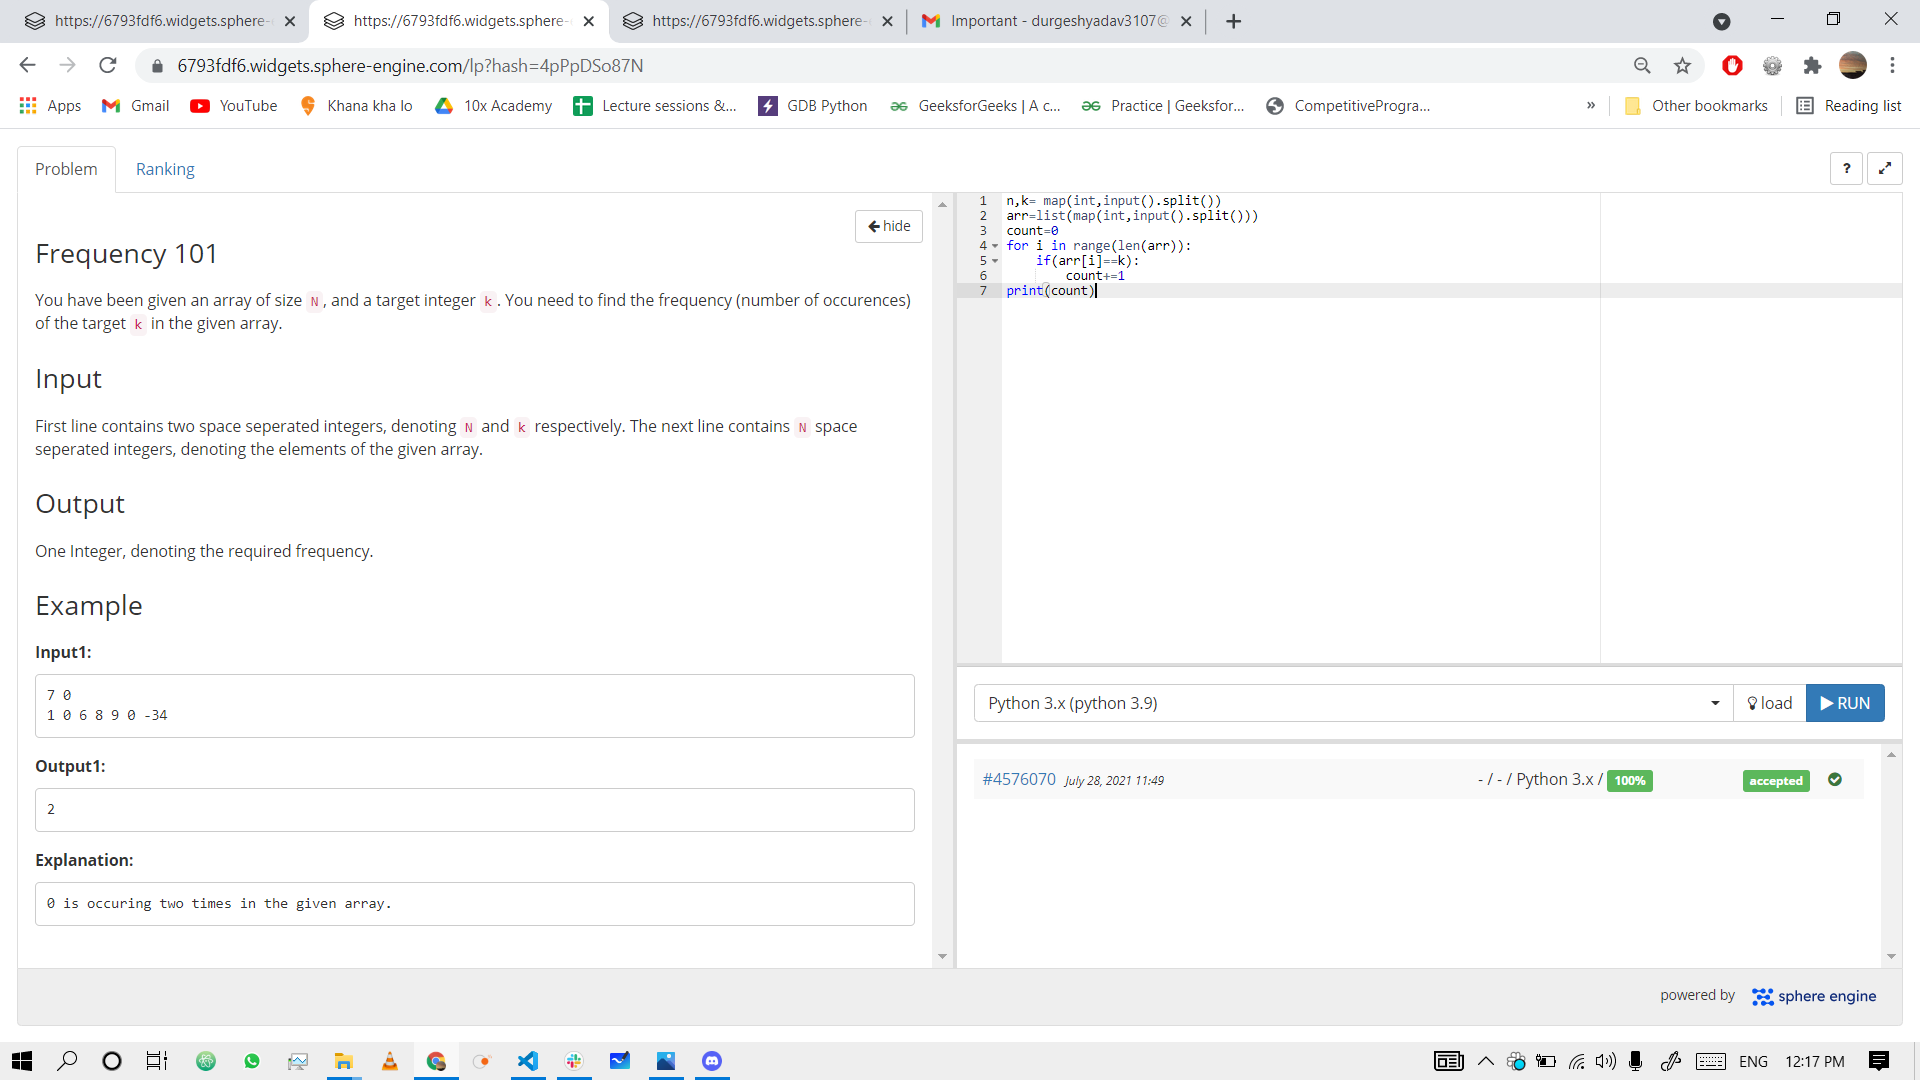 https://6793fdf6.widgets.sphere-
https://6793fdf6.widgets.sphere-
https://6793fdf6.widgets.sphere-
Important - durgeshyadav3107@
6793fdf6.widgets.sphere-engine.com/lp?hash=4pPpDSo87N
Apps Gmail YouTube Khana kha lo 10x Academy Lecture sessions &... GDB Python GeeksforGeeks | A c... Practice | Geeksfor... CompetitiveProgra... » Other bookmarks Reading list
Problem Ranking
?
hide
Frequency 101
You have been given an array of size N , and a target integer k . You need to find the frequency (number of occurences)
of the target k in the given array.
Input
First line contains two space seperated integers, denoting N and k respectively. The next line contains N space
seperated integers, denoting the elements of the given array.
Output
One Integer, denoting the required frequency.
Example
Input1:
7 0
1 0 6 8 9 0 -34
Output1:
2
Explanation:
0 is occuring two times in the given array.
1 n,k= map(int,input().split())
2 arr=list(map(int,input().split()))
3 count=0
4 for i in range(len(arr)):
5 if(arr[i]==k):
6 count+=1
7 print(count)
Python 3.x (python 3.9)
load
RUN
#4576070 July 28, 2021 11:49 - / - / Python 3.x / 100% accepted
powered by sphere engine
ENG 12:17 PM